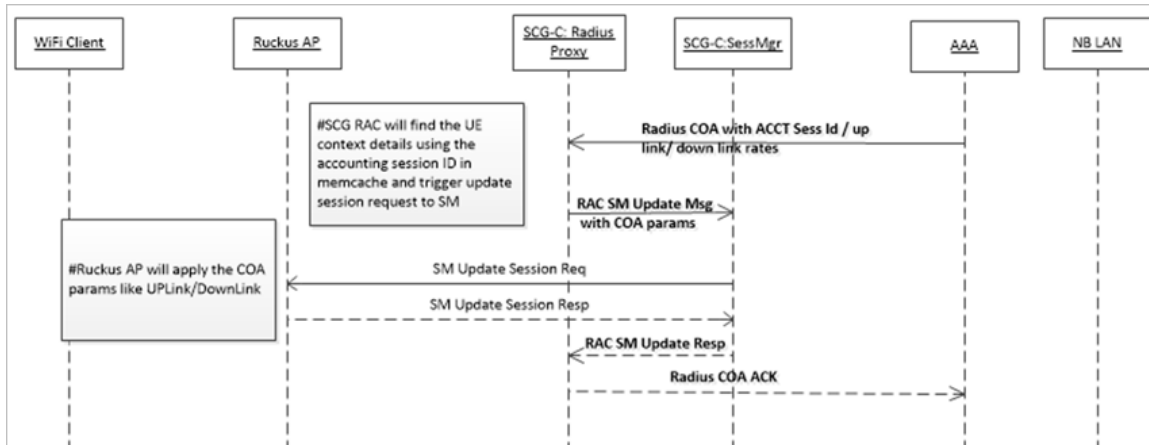 WiFi Client
Ruckus AP
SCG-C: Radius
Proxy
SCG-C:SessMgr
AAA
NB LAN
#SCG RAC will find the UE
context details using the
accounting session ID in
memcache and trigger update
session request to SM
Radius COA with ACCT Sess Id / up
link/ down link rates
RAC SM Update Msg
with COA params
#Ruckus AP will apply the COA
params like UPLink/DownLink
SM Update Session Req
SM Update Session Resp
RAC SM Update Resp
Radius COA ACK